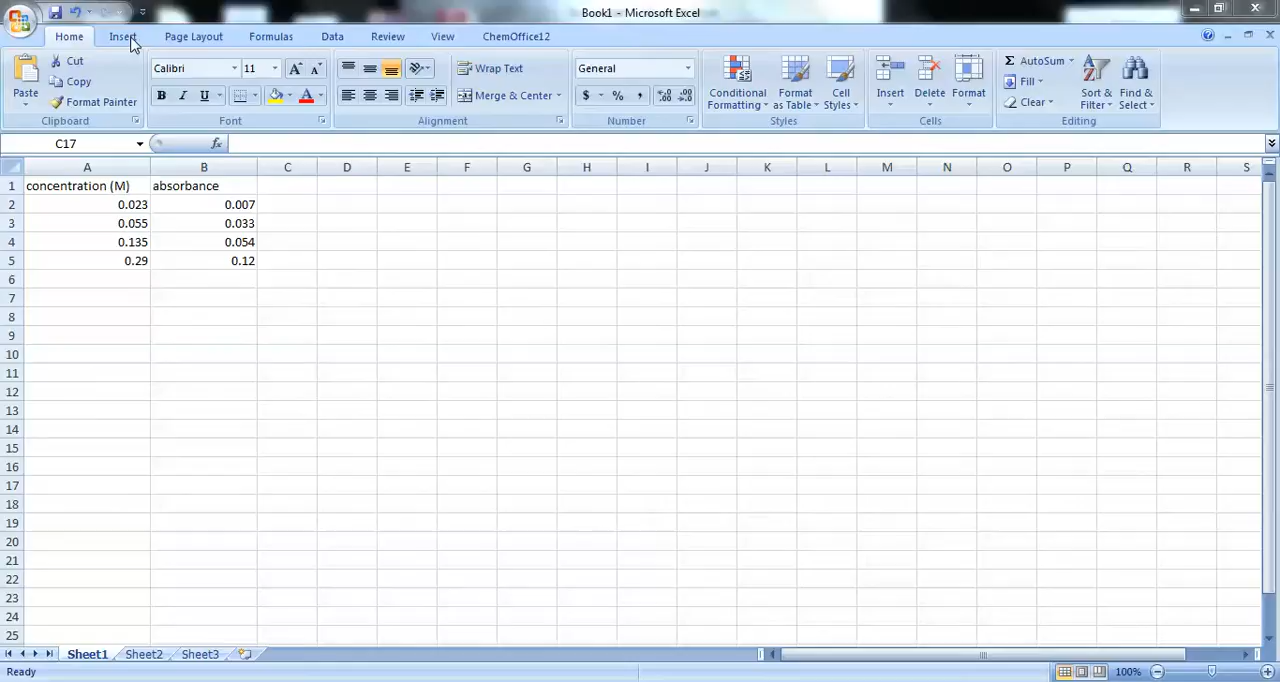 Book1 - Microsoft Excel
Home Insert Page Layout Formulas Data Review View ChemOffice12
Paste Cut Copy Format Painter Clipboard
Calibri 11 A A B I U A Font
Wrap Text Merge & Center Alignment
General $ % , .0 .00 .00 .0 Number
Conditional Formatting Format as Table Cell Styles Styles
Insert Delete Format Cells
Σ AutoSum Fill Clear Sort & Filter Find & Select Editing
C17 fx
A B C D E F G H I J K L M N O P Q R S
1 concentration (M) absorbance
2 0.023 0.007
3 0.055 0.033
4 0.135 0.054
5 0.29 0.12
6
7
8
9
10
11
12
13
14
15
16
17
18
19
20
21
22
23
24
25
Sheet1 Sheet2 Sheet3
Ready 100%